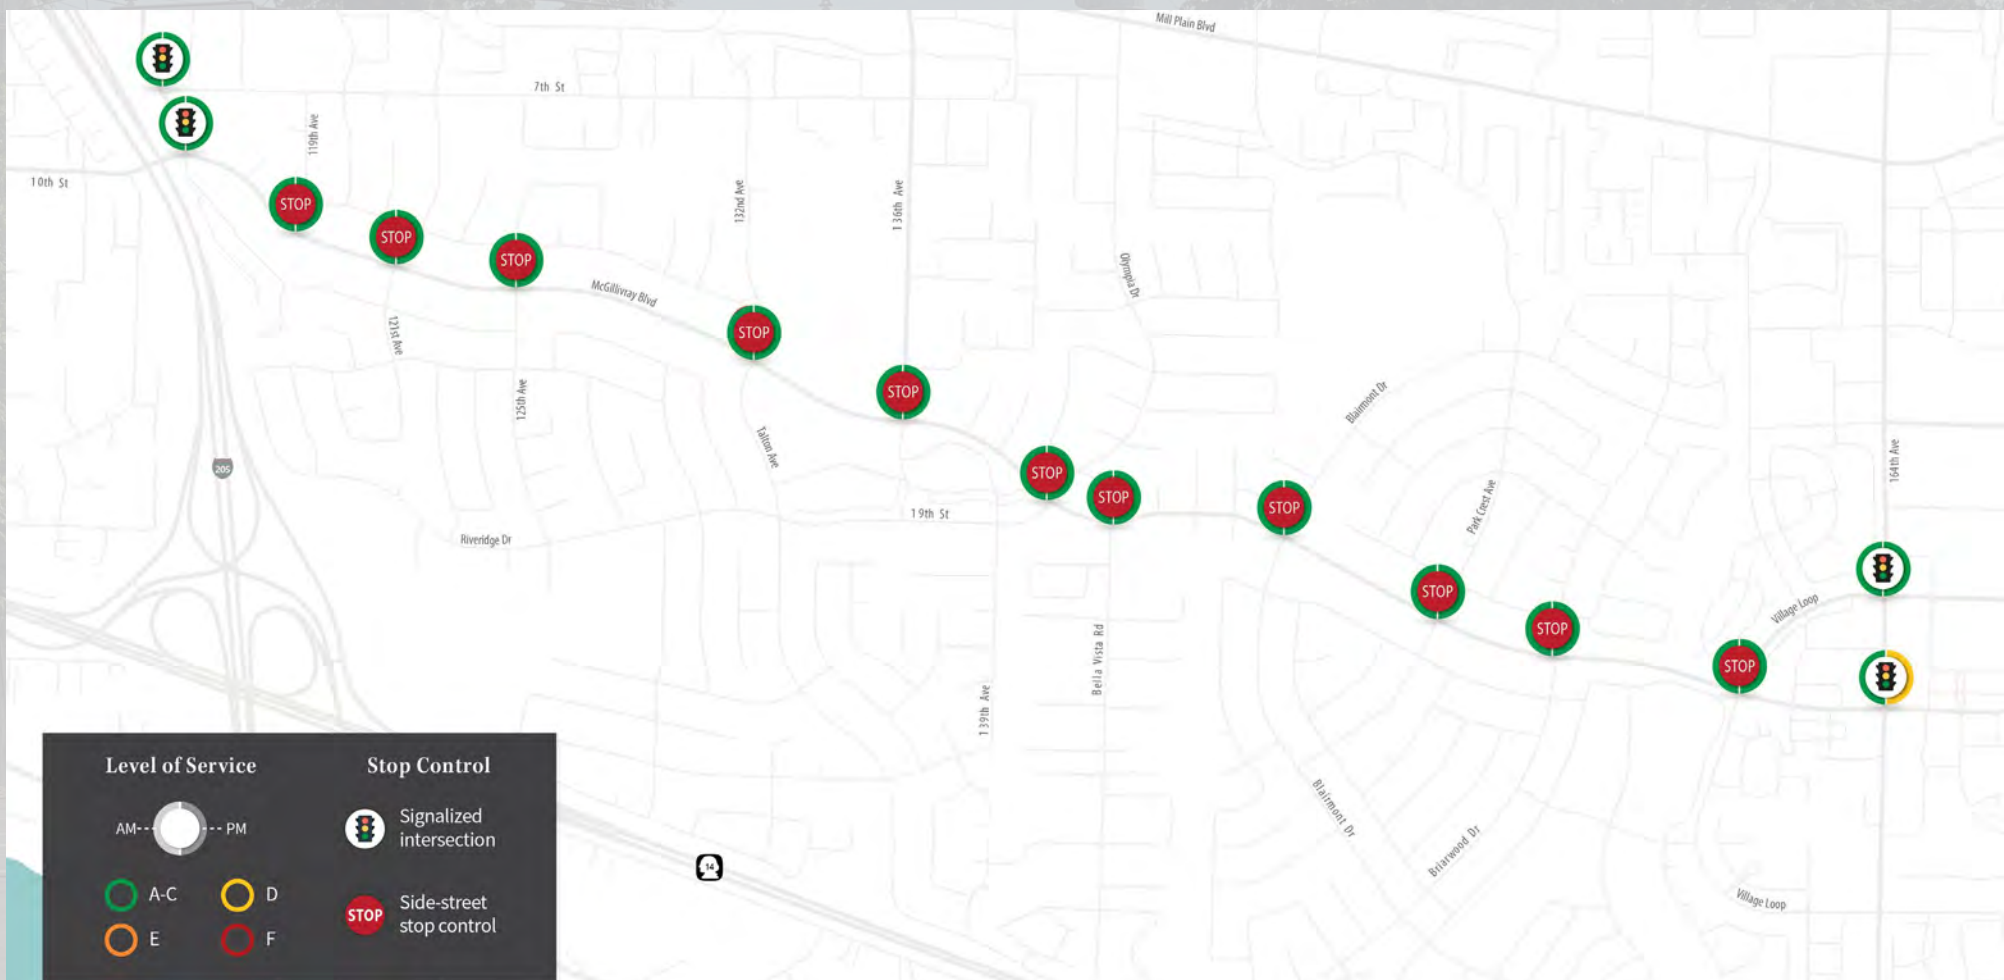 Mill Plain Blvd
7th St
119th Ave
10th St
132nd Ave
136th Ave
STOP
STOP
STOP
McGillivray Blvd
Olympia Dr
121st Ave
STOP
125th Ave
STOP
Blairmont Dr
Talton Ave
164th Ave
205
STOP
STOP
STOP
Park Crest Ave
19th St
Riveridge Dr
STOP
Village Loop
STOP
Bella Vista Rd
STOP
139th Ave
Blairmont Dr
Briarwood Dr
14
Village Loop
Level of Service
AM
PM
A-C
D
E
F
Stop Control
Signalized
intersection
STOP
Side-street
stop control